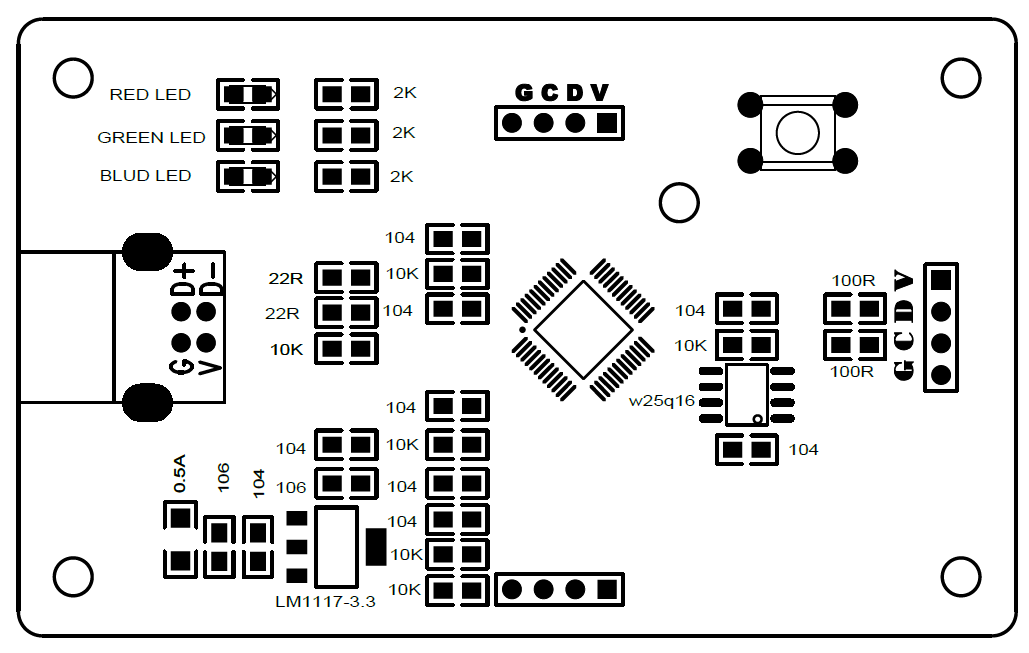 RED LED
2K
G C D V
GREEN LED
2K
BLUD LED
2K
104
D+
D-
G
V
22R
10K
22R
104
10K
104
10K
100R
100R
G C D V
w25q16
104
104
10K
104
104
106
104
10K
10K
0.5A
106
104
LM1117-3.3